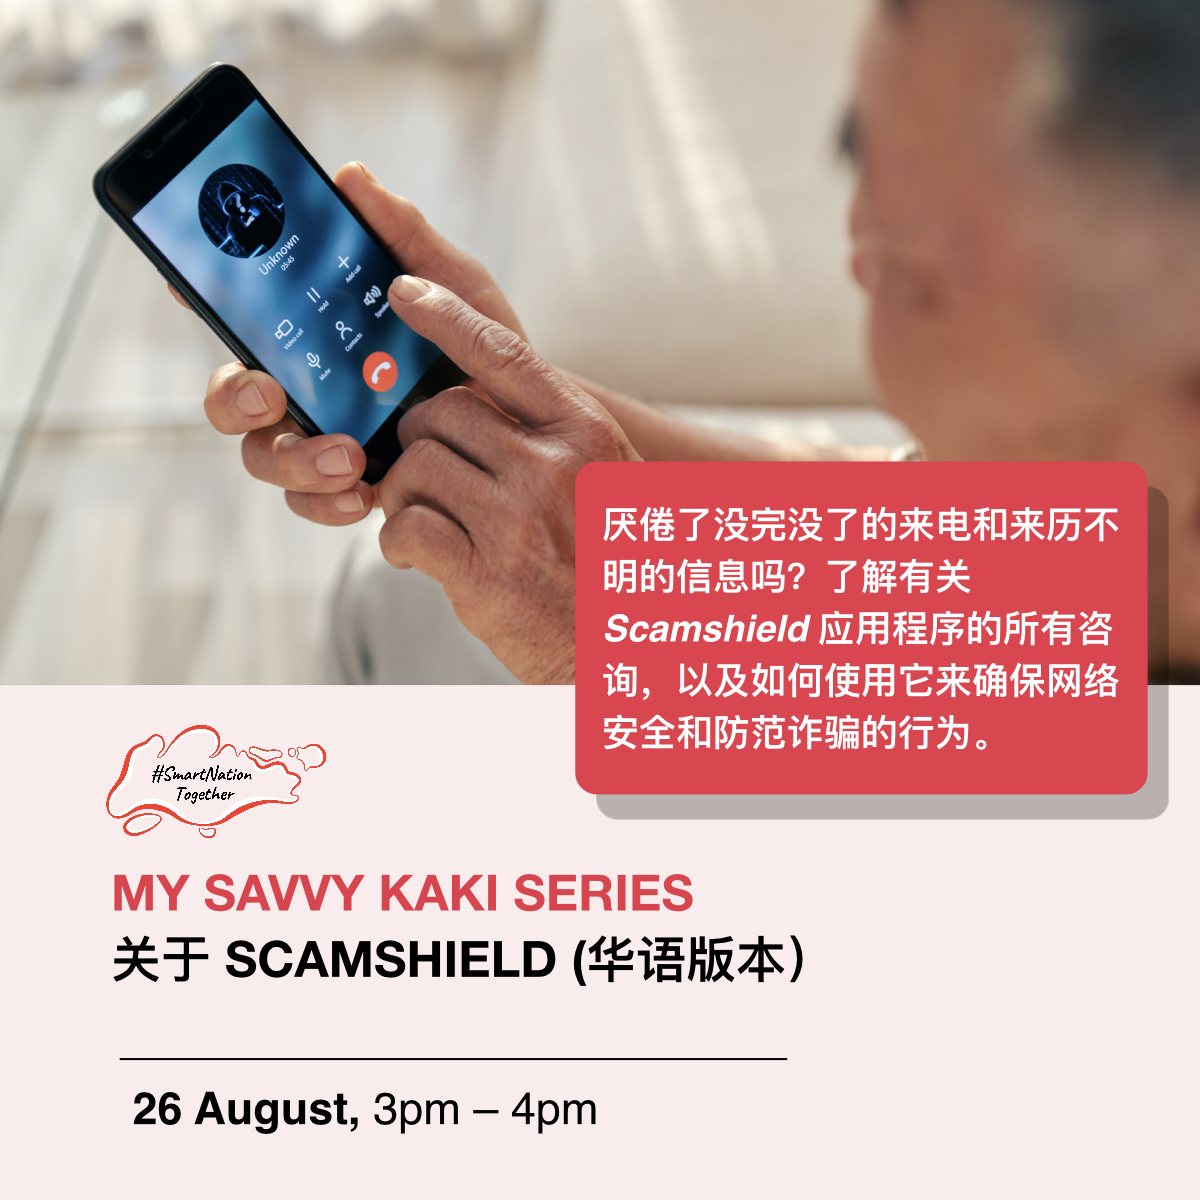 Unknown
05:45
Add call
Hold
Speaker
Video call
Contacts
Mute
厌倦了没完没了的来电和来历不
明的信息吗？了解有关
Scamshield 应用程序的所有咨
询，以及如何使用它来确保网络
安全和防范诈骗的行为。
#SmartNation
Together
MY SAVVY KAKI SERIES
关于 SCAMSHIELD (华语版本）
26 August, 3pm – 4pm